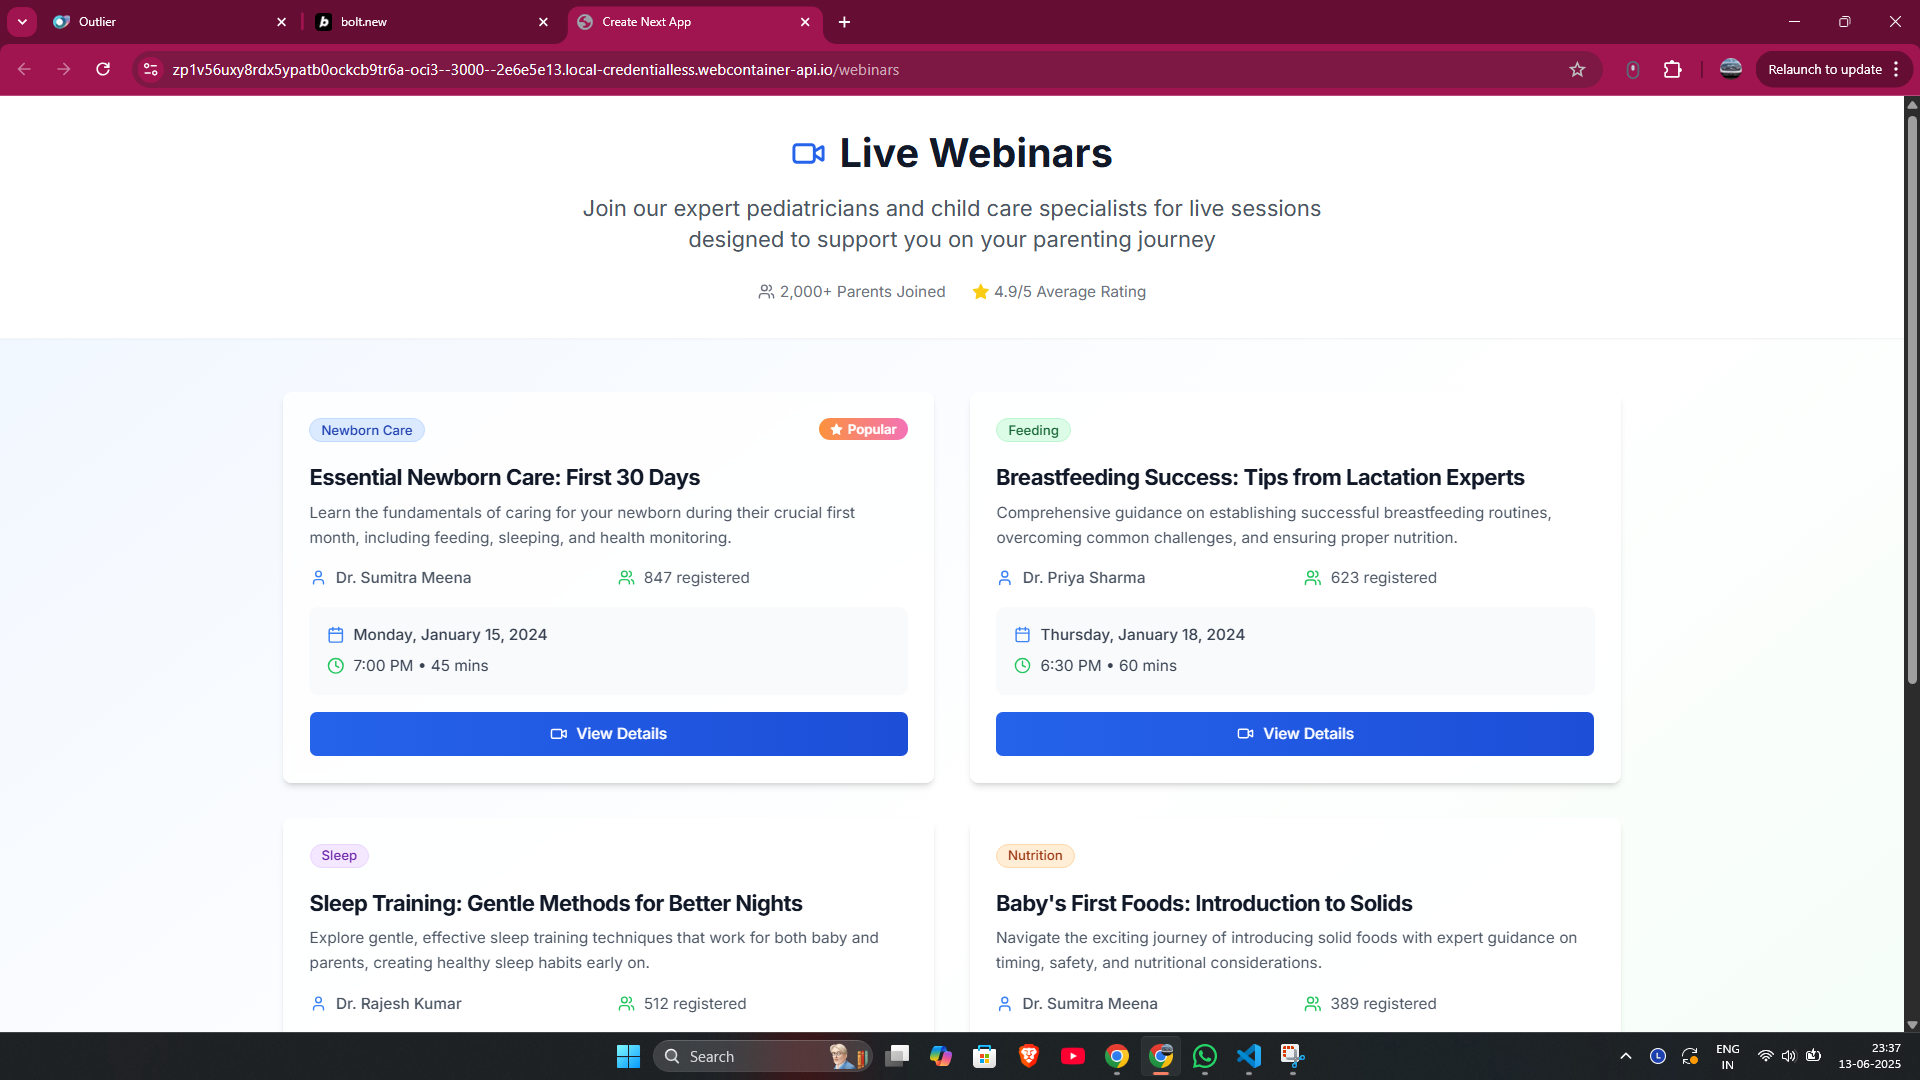 Outlier
bolt.new
Create Next App
zp1v56uxy8rdx5ypatb0ockcb9tr6a-oci3--3000--2e6e5e13.local-credentialless.webcontainer-api.io/webinars
Relaunch to update
Live Webinars
Join our expert pediatricians and child care specialists for live sessions
designed to support you on your parenting journey
2,000+ Parents Joined
4.9/5 Average Rating
Newborn Care
Popular
Essential Newborn Care: First 30 Days
Learn the fundamentals of caring for your newborn during their crucial first
month, including feeding, sleeping, and health monitoring.
Dr. Sumitra Meena
847 registered
Monday, January 15, 2024
7:00 PM • 45 mins
View Details
Feeding
Breastfeeding Success: Tips from Lactation Experts
Comprehensive guidance on establishing successful breastfeeding routines,
overcoming common challenges, and ensuring proper nutrition.
Dr. Priya Sharma
623 registered
Thursday, January 18, 2024
6:30 PM • 60 mins
View Details
Sleep
Sleep Training: Gentle Methods for Better Nights
Explore gentle, effective sleep training techniques that work for both baby and
parents, creating healthy sleep habits early on.
Dr. Rajesh Kumar
512 registered
Nutrition
Baby's First Foods: Introduction to Solids
Navigate the exciting journey of introducing solid foods with expert guidance on
timing, safety, and nutritional considerations.
Dr. Sumitra Meena
389 registered
Search
ENG
IN
23:37
13-06-2025